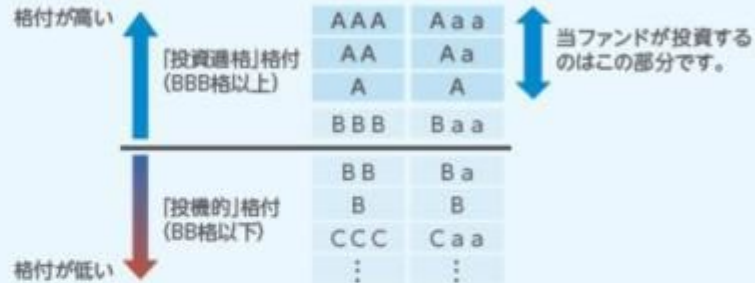 格付が高い
AAA Aaa
AA Aa
A A
BBB Baa
「投資適格」格付
(BBB格以上)
当ファンドが投資する
のはこの部分です。
BB Ba
B B
CCC Caa
⋮ ⋮
「投機的」格付
(BB格以下)
格付が低い